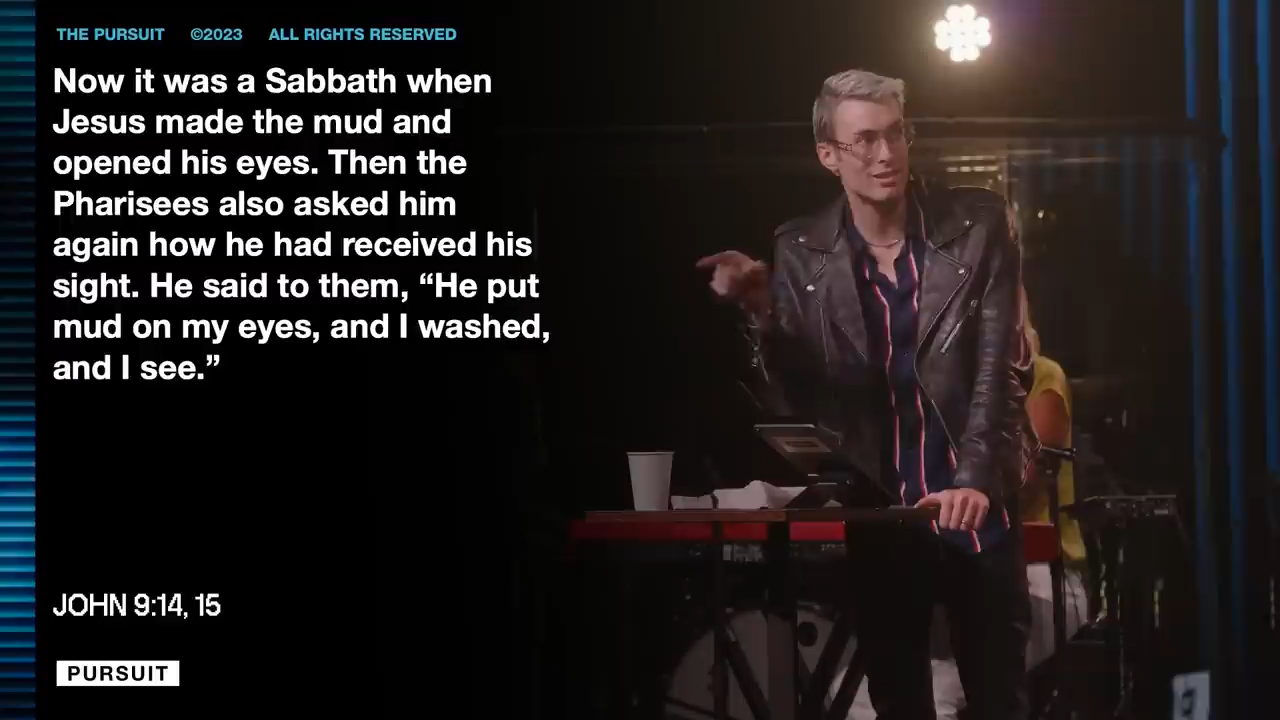 THE PURSUIT ©2023 ALL RIGHTS RESERVED
Now it was a Sabbath when
Jesus made the mud and
opened his eyes. Then the
Pharisees also asked him
again how he had received his
sight. He said to them, “He put
mud on my eyes, and I washed,
and I see.”
JOHN 9:14, 15
PURSUIT